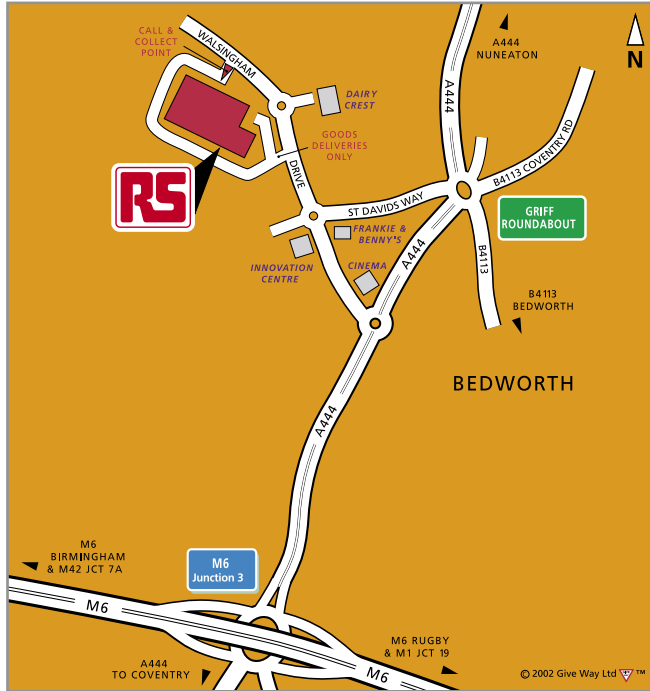 CALL &
COLLECT
POINT
WALSINGHAM
A444
NUNEATON
N
A444
DAIRY
CREST
GOODS
DELIVERIES
ONLY
DRIVE
B4113 COVENTRY RD
RS
ST DAVIDS WAY
GRIFF
ROUNDABOUT
FRANKIE &
BENNY'S
A444
B4113
INNOVATION
CENTRE
CINEMA
B4113
BEDWORTH
BEDWORTH
A444
M6
BIRMINGHAM
& M42 JCT 7A
M6
Junction 3
M6
M6 RUGBY
& M1 JCT 19
A444
TO COVENTRY
M6
© 2002 Give Way Ltd ™